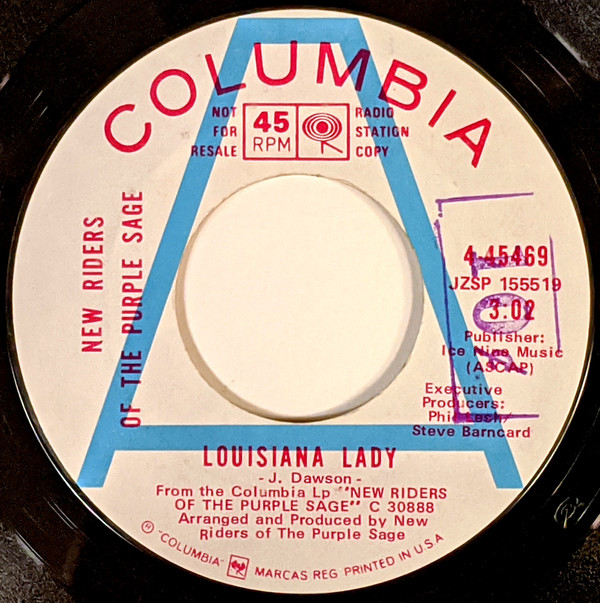 COLUMBIA
NOT
FOR
RESALE
45
RPM
RADIO
STATION
COPY
A
NEW RIDERS
OF THE PURPLE SAGE
4-45469
JZSP 155519
3:02
Publisher:
Ice Nine Music
(ASCAP)
Executive
Producers:
Phil Lesh/
Steve Barncard
LOUISIANA LADY
- J. Dawson -
From the Columbia Lp "NEW RIDERS
OF THE PURPLE SAGE" C 30888
Arranged and Produced by New
Riders of The Purple Sage
℗ "COLUMBIA" MARCAS REG PRINTED IN U S A